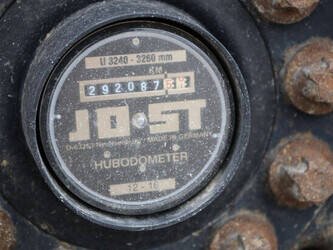 U 3240 - 3260 mm
KM
292087
JOST
MADE IN GERMANY
HUBODOMETER
12 - 16